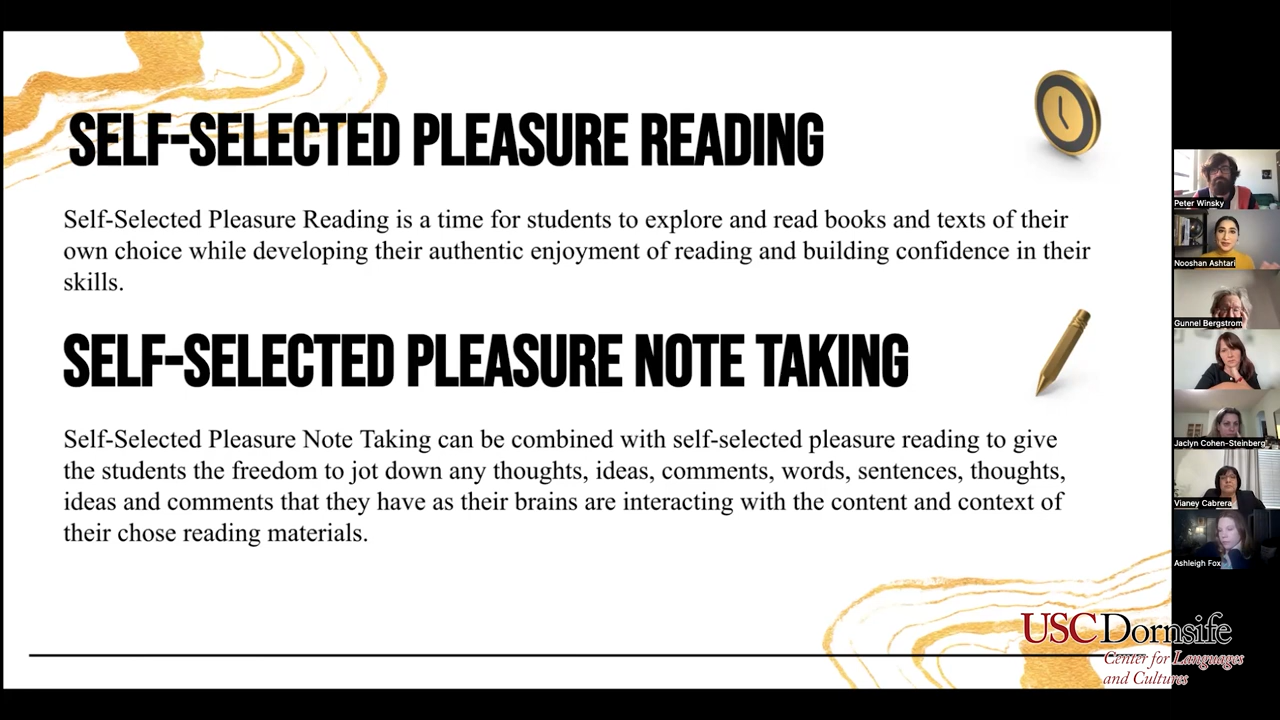 SELF-SELECTED PLEASURE READING
Self-Selected Pleasure Reading is a time for students to explore and read books and texts of their
own choice while developing their authentic enjoyment of reading and building confidence in their
skills.
SELF-SELECTED PLEASURE NOTE TAKING
Self-Selected Pleasure Note Taking can be combined with self-selected pleasure reading to give
the students the freedom to jot down any thoughts, ideas, comments, words, sentences, thoughts,
ideas and comments that they have as their brains are interacting with the content and context of
their chose reading materials.
Peter Winsky
Nooshan Ashtari
Gunnel Bergstrom
Jaclyn Cohen-Steinberg
Vianey Cabrera
Ashleigh Fox
USC Dornsife
Center for Languages
and Cultures